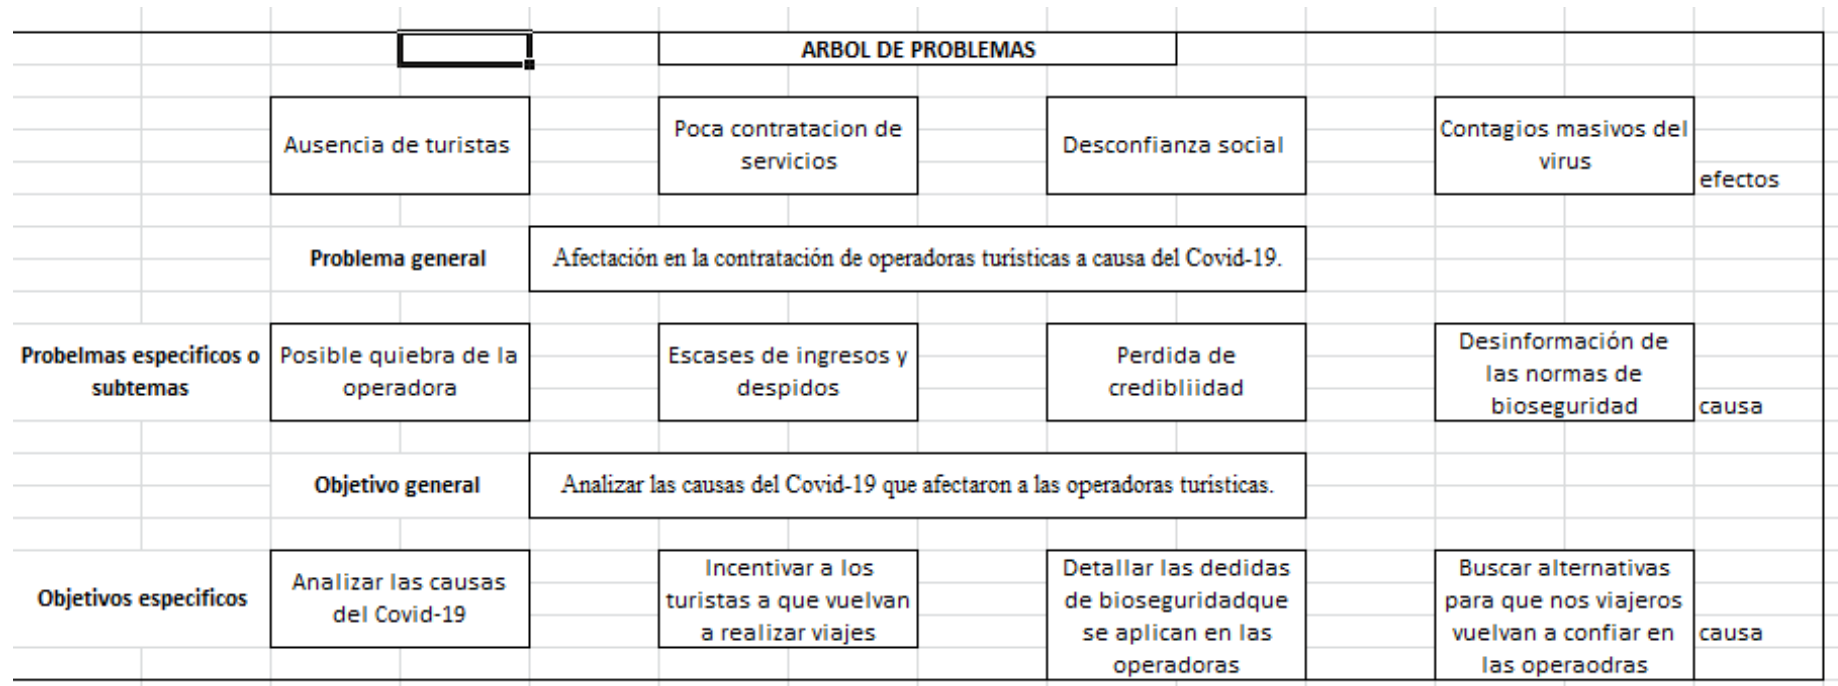 ARBOL DE PROBLEMAS
Ausencia de turistas
Poca contratacion de
servicios
Desconfianza social
Contagios masivos del
virus
efectos
Problema general
Afectación en la contratación de operadoras turísticas a causa del Covid-19.
Probelmas especificos o
subtemas
Posible quiebra de la
operadora
Escases de ingresos y
despidos
Perdida de
credibliidad
Desinformación de
las normas de
bioseguridad
causa
Objetivo general
Analizar las causas del Covid-19 que afectaron a las operadoras turisticas.
Objetivos especificos
Analizar las causas
del Covid-19
Incentivar a los
turistas a que vuelvan
a realizar viajes
Detallar las dedidas
de bioseguridadque
se aplican en las
operadoras
Buscar alternativas
para que nos viajeros
vuelvan a confiar en
las operaodras
causa